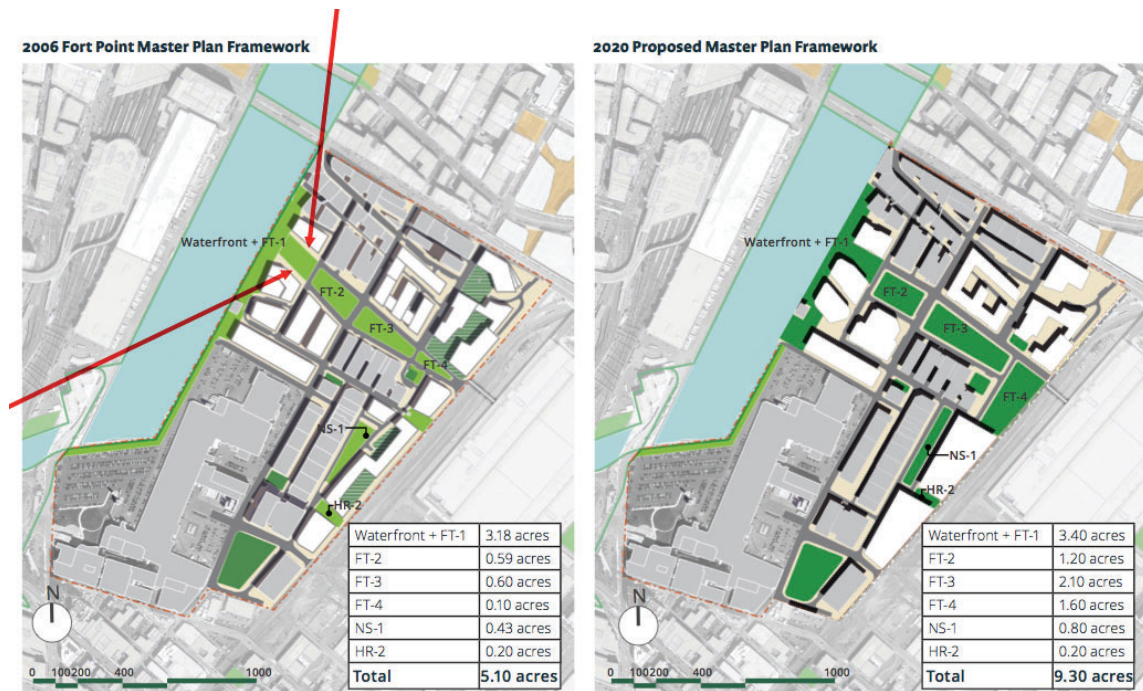 2006 Fort Point Master Plan Framework
Waterfront + FT-1
FT-2
FT-3
FT-4
NS-1
HR-2
Waterfront + FT-1 3.18 acres
FT-2 0.59 acres
FT-3 0.60 acres
FT-4 0.10 acres
NS-1 0.43 acres
HR-2 0.20 acres
Total 5.10 acres
N
0 100200 400 1000
2020 Proposed Master Plan Framework
Waterfront + FT-1
FT-2
FT-3
FT-4
NS-1
HR-2
Waterfront + FT-1 3.40 acres
FT-2 1.20 acres
FT-3 2.10 acres
FT-4 1.60 acres
NS-1 0.80 acres
HR-2 0.20 acres
Total 9.30 acres
N
0 100200 400 1000